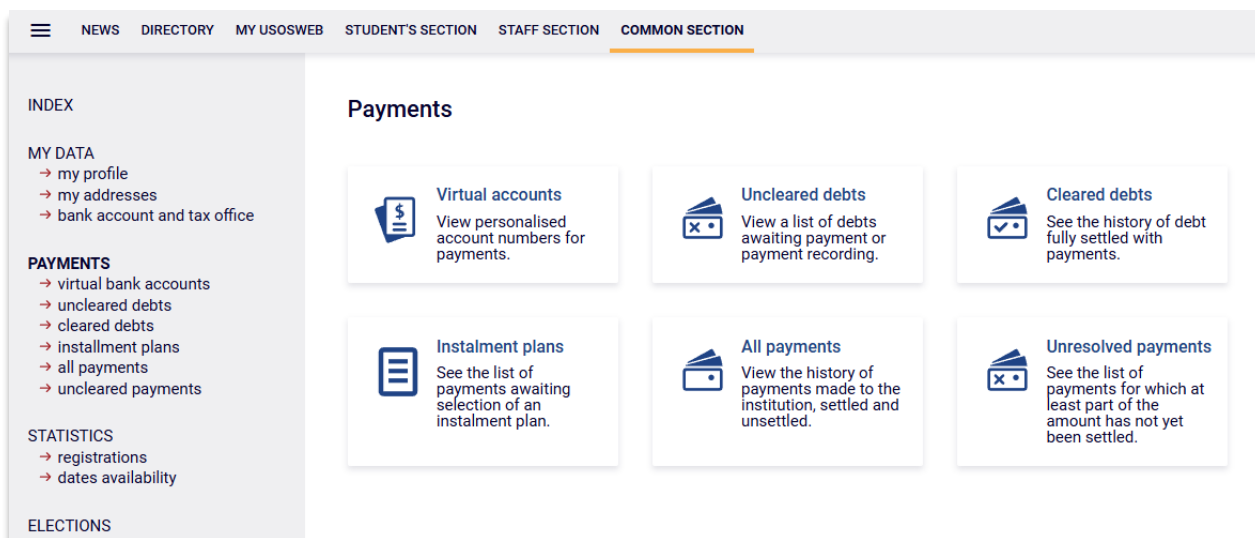 NEWS DIRECTORY MY USOSWEB STUDENT'S SECTION STAFF SECTION COMMON SECTION
INDEX
MY DATA
→ my profile
→ my addresses
→ bank account and tax office
PAYMENTS
→ virtual bank accounts
→ uncleared debts
→ cleared debts
→ installment plans
→ all payments
→ uncleared payments
STATISTICS
→ registrations
→ dates availability
ELECTIONS
Payments
Virtual accounts
View personalised
account numbers for
payments.
Uncleared debts
View a list of debts
awaiting payment or
payment recording.
Cleared debts
See the history of debt
fully settled with
payments.
Instalment plans
See the list of
payments awaiting
selection of an
instalment plan.
All payments
View the history of
payments made to the
institution, settled and
unsettled.
Unresolved payments
See the list of
payments for which at
least part of the
amount has not yet
been settled.